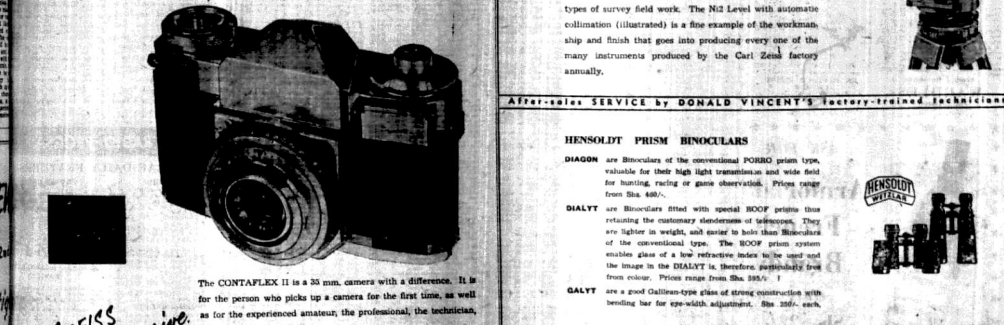 The CONTAFLEX II is a 35 mm. camera with a difference. It is
for the person who picks up a camera for the first time, as well
as for the experienced amateur, the professional, the technician,
types of survey field work. The Ni2 Level with automatic
collimation (illustrated) is a fine example of the workman-
ship and finish that goes into producing every one of the
many instruments produced by the Carl Zeiss factory
annually.
After-sales SERVICE by DONALD VINCENT'S factory-trained technician
HENSOLDT PRISM BINOCULARS
DIAGON are Binoculars of the conventional PORRO prism type,
valuable for their high light transmission and wide field
for hunting, racing or game observation. Prices range
from Shs. 460/-.
DIALYT are Binoculars fitted with special ROOF prisms thus
retaining the customary slenderness of telescopes. They
are lighter in weight, and easier to hold than Binoculars
of the conventional type. The ROOF prism system
enables glass of a low refractive index to be used and
the image in the DIALYT is, therefore, particularly free
from colour. Prices range from Shs. 595/-
GALYT are a good Galilean-type glass of strong construction with
bending bar for eye-width adjustment. Shs 250/- each.
HENSOLDT
WETZLAR